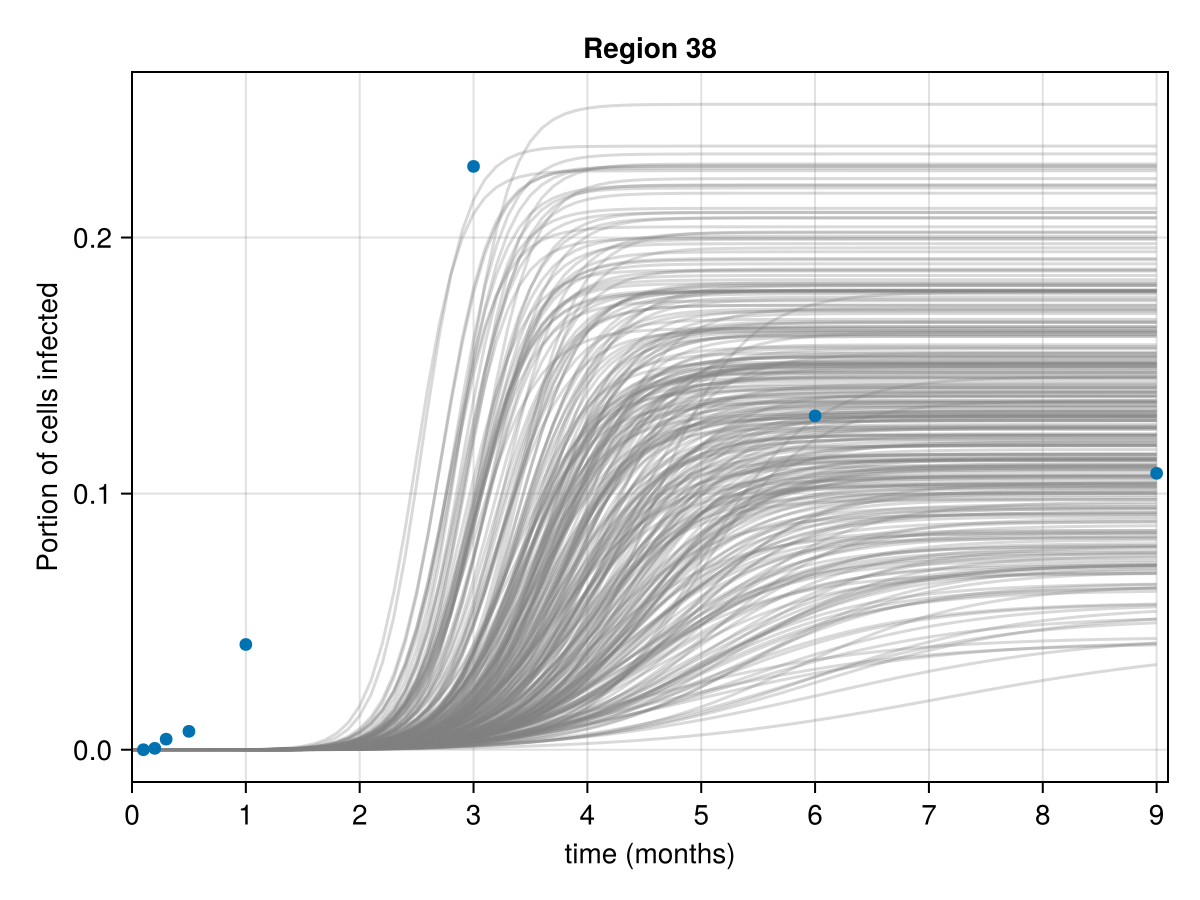 Region 38
Portion of cells infected
0.2
0.1
0.0
0 1 2 3 4 5 6 7 8 9
time (months)